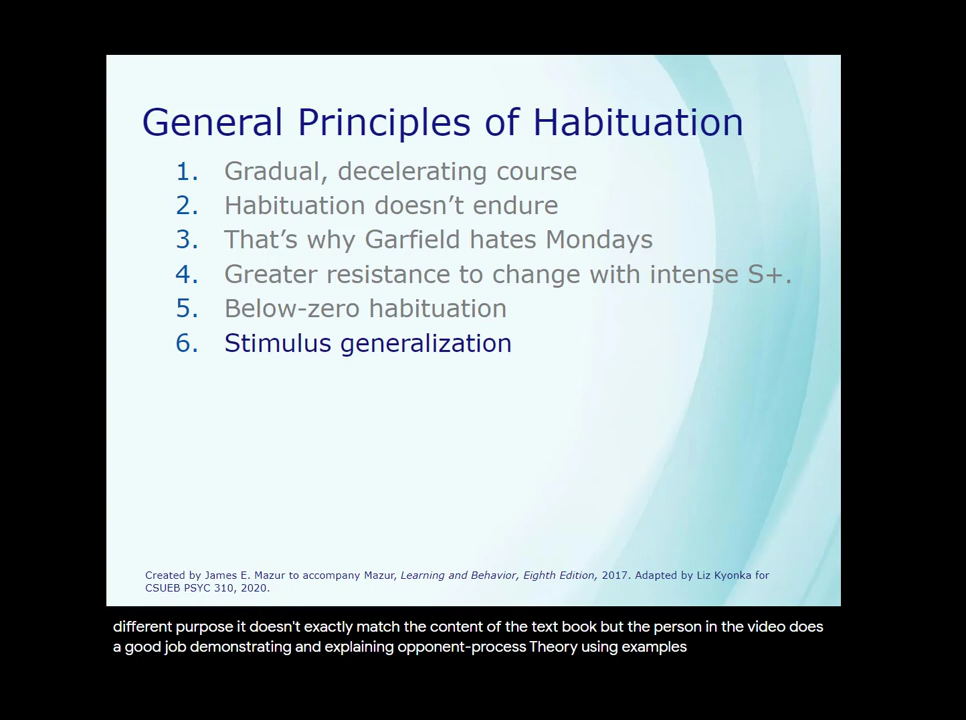 General Principles of Habituation
1. Gradual, decelerating course
2. Habituation doesn’t endure
3. That’s why Garfield hates Mondays
4. Greater resistance to change with intense S+.
5. Below-zero habituation
6. Stimulus generalization
Created by James E. Mazur to accompany Mazur, Learning and Behavior, Eighth Edition, 2017. Adapted by Liz Kyonka for
CSUEB PSYC 310, 2020.
different purpose it doesn't exactly match the content of the text book but the person in the video does
a good job demonstrating and explaining opponent-process Theory using examples